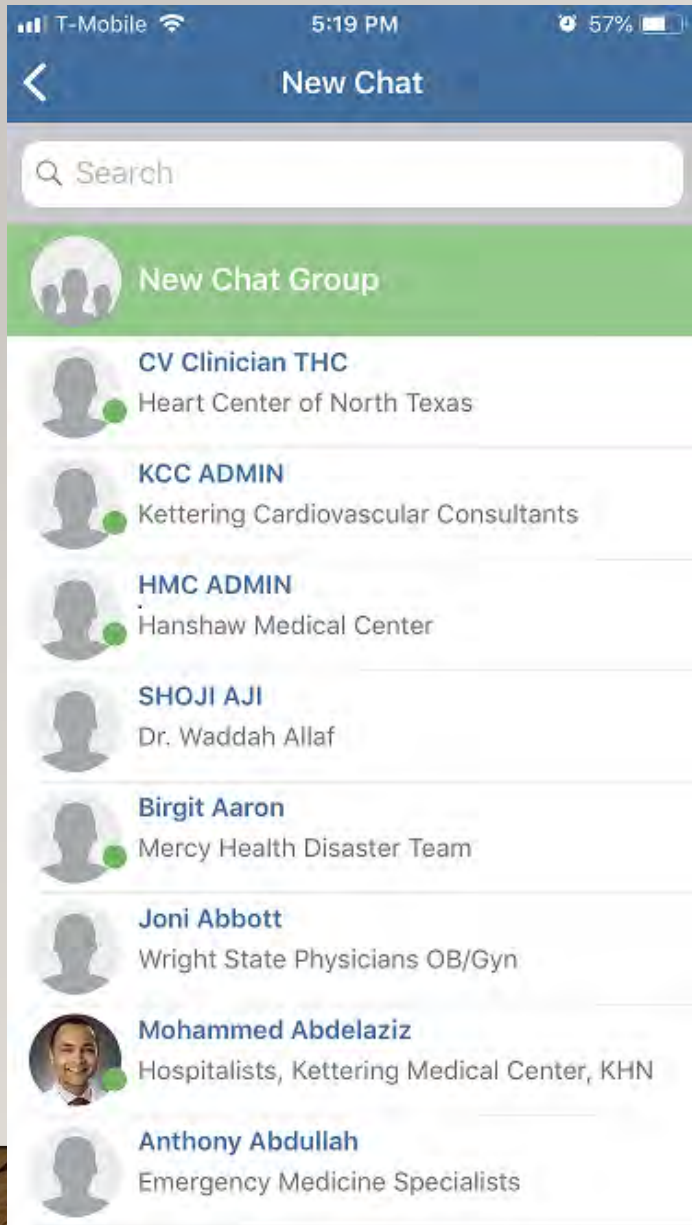 T-Mobile 5:19 PM 57%
New Chat
Search
New Chat Group
CV Clinician THC
Heart Center of North Texas
KCC ADMIN
Kettering Cardiovascular Consultants
HMC ADMIN
Hanshaw Medical Center
SHOJI AJI
Dr. Waddah Allaf
Birgit Aaron
Mercy Health Disaster Team
Joni Abbott
Wright State Physicians OB/Gyn
Mohammed Abdelaziz
Hospitalists, Kettering Medical Center, KHN
Anthony Abdullah
Emergency Medicine Specialists